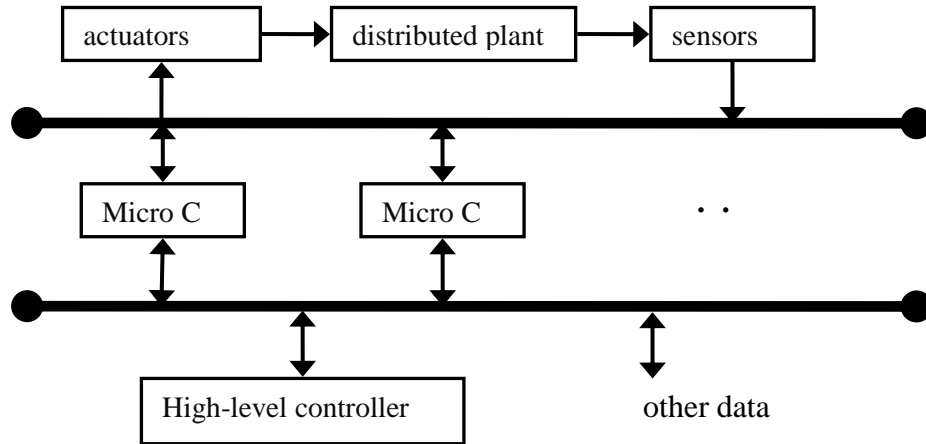 actuators
distributed plant
sensors
Micro C
Micro C
. .
High-level controller
other data